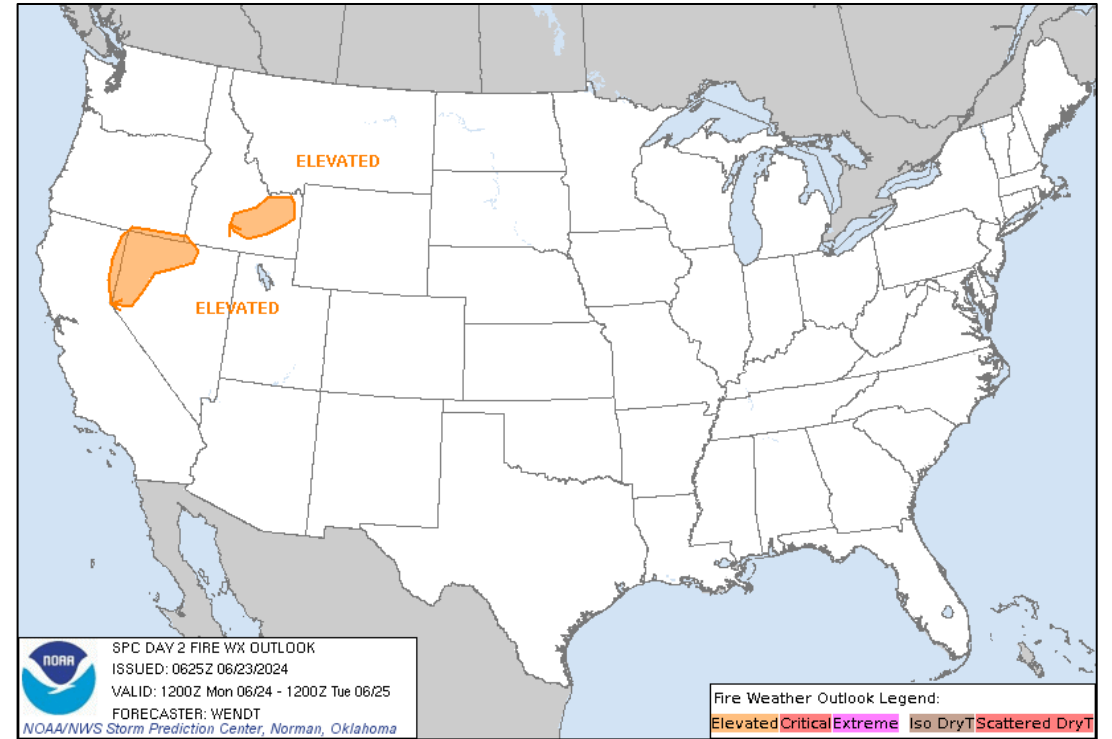 ELEVATED
ELEVATED
NOAA
SPC DAY 2 FIRE WX OUTLOOK
ISSUED: 0625Z 06/23/2024
VALID: 1200Z Mon 06/24 - 1200Z Tue 06/25
FORECASTER: WENDT
NOAA/NWS Storm Prediction Center, Norman, Oklahoma
Fire Weather Outlook Legend:
Elevated Critical Extreme Iso DryT Scattered DryT